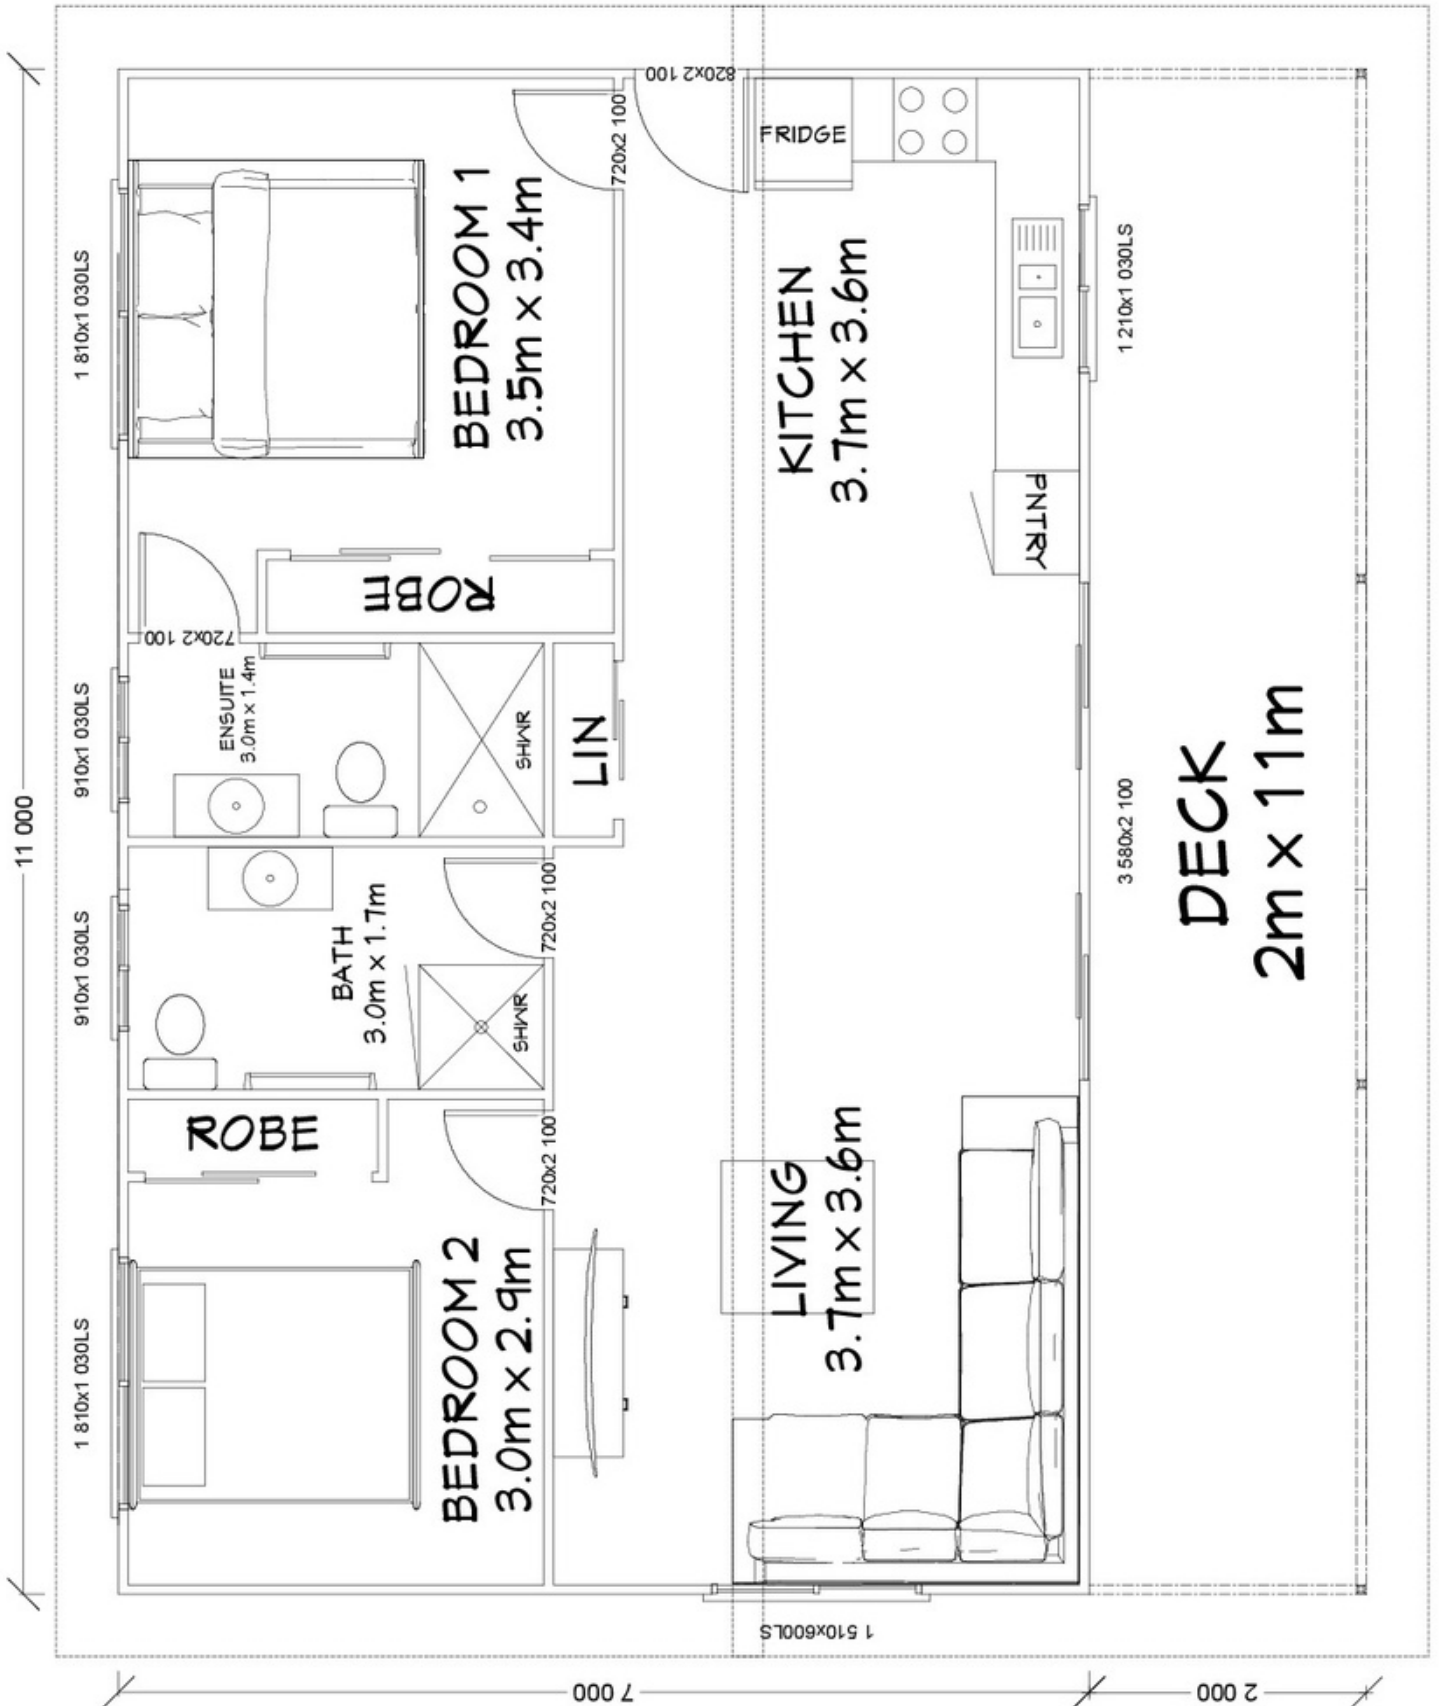 820x2 100
720x2 100
FRIDGE
BEDROOM 1
3.5m x 3.4m
1 810x1 030LS
KITCHEN
3.7m x 3.6m
1 210x1 030LS
PNTRY
ROBE
720x2 100
ENSUITE
3.0m x 1.4m
910x1 030LS
SHWR
LIN
11 000
3 580x2 100
DECK
2m x 11m
720x2 100
BATH
3.0m x 1.7m
910x1 030LS
SHWR
ROBE
720x2 100
LIVING
3.7m x 3.6m
BEDROOM 2
3.0m x 2.9m
1 810x1 030LS
1 510x600LS
7 000
2 000